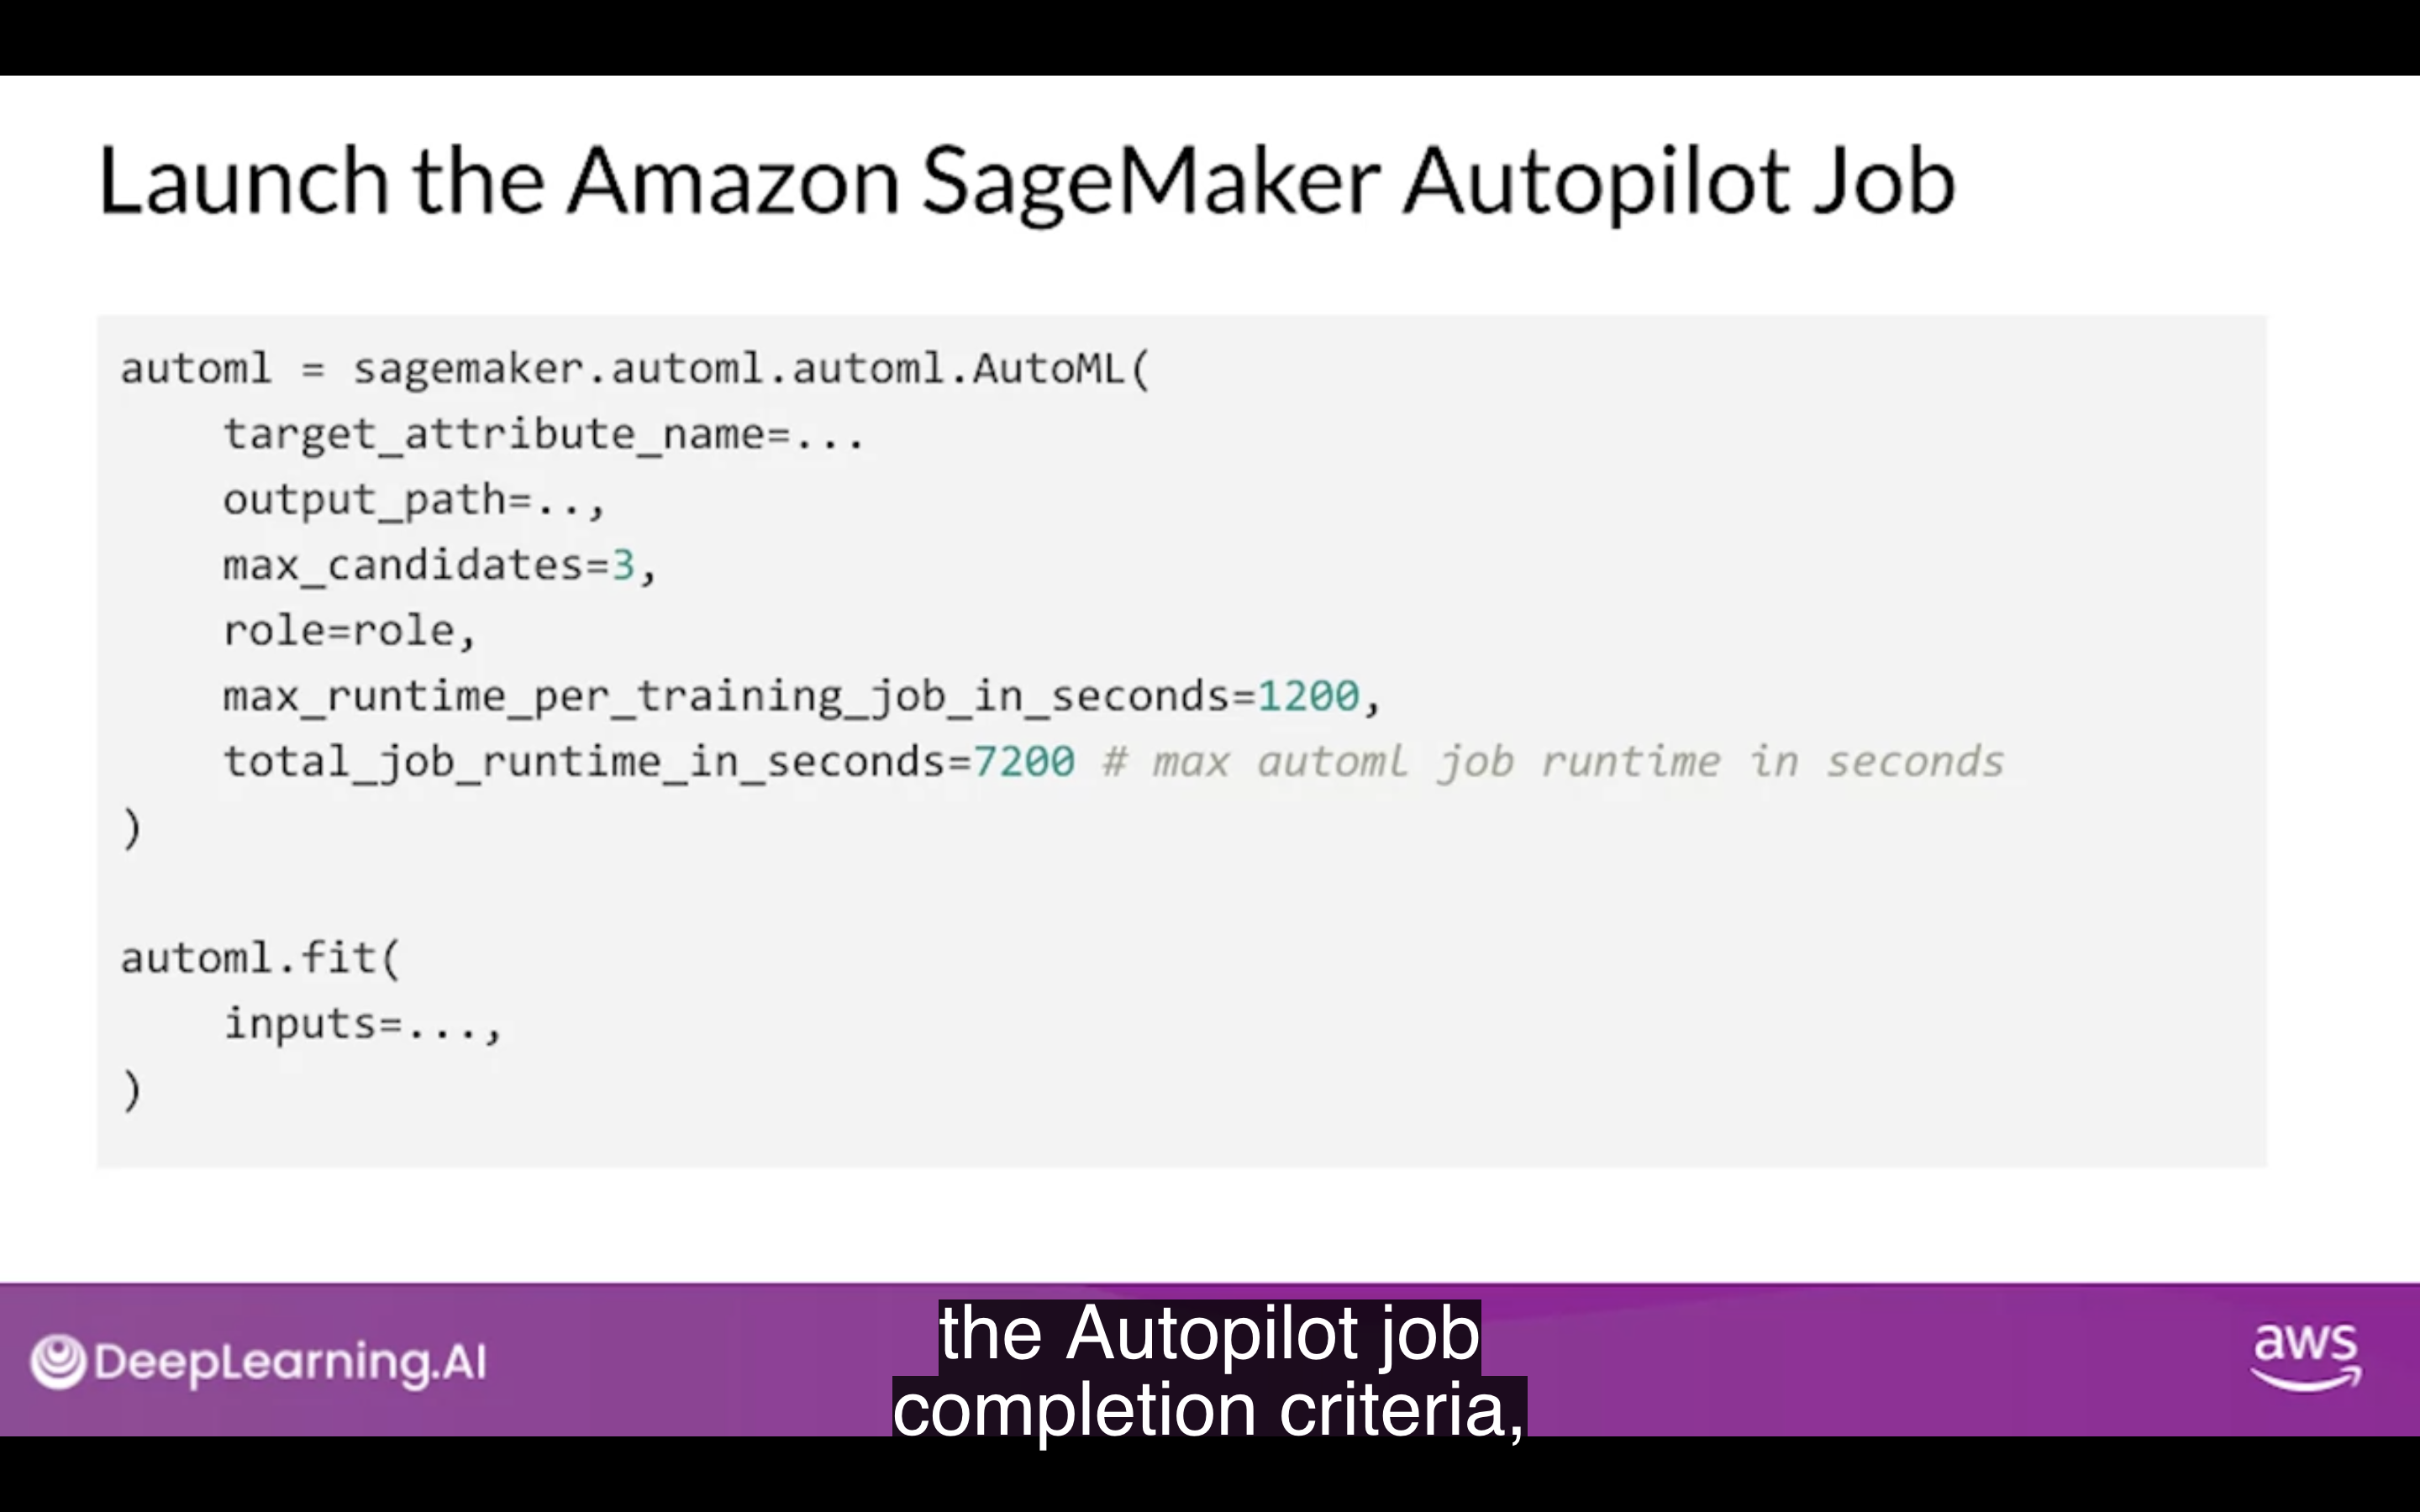 Launch the Amazon SageMaker Autopilot Job
automl = sagemaker.automl.automl.AutoML(
    target_attribute_name=...
    output_path=..,
    max_candidates=3,
    role=role,
    max_runtime_per_training_job_in_seconds=1200,
    total_job_runtime_in_seconds=7200 # max automl job runtime in seconds
)
automl.fit(
    inputs=...,
)
DeepLearning.AI
the Autopilot job
completion criteria,
aws